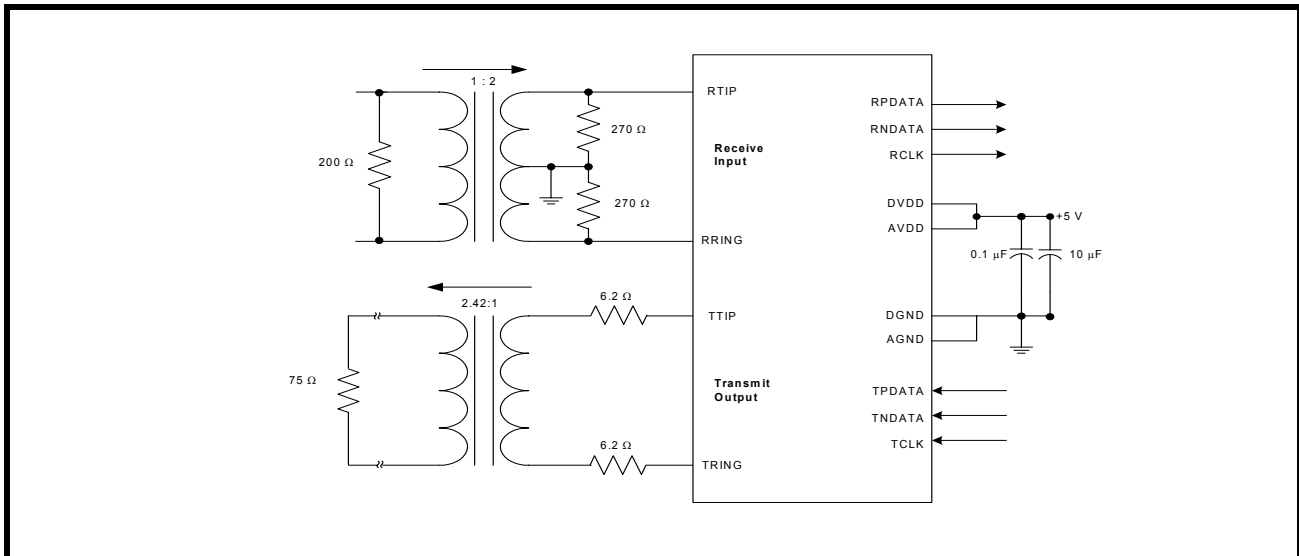 1 : 2
RTIP
RPDATA
270 Ω
RNDATA
Receive
Input
RCLK
200 Ω
270 Ω
DVDD
+5 V
AVDD
RRING
0.1 µF
10 µF
2.42:1
6.2 Ω
TTIP
DGND
AGND
75 Ω
Transmit
Output
TPDATA
TNDATA
TCLK
6.2 Ω
TRING